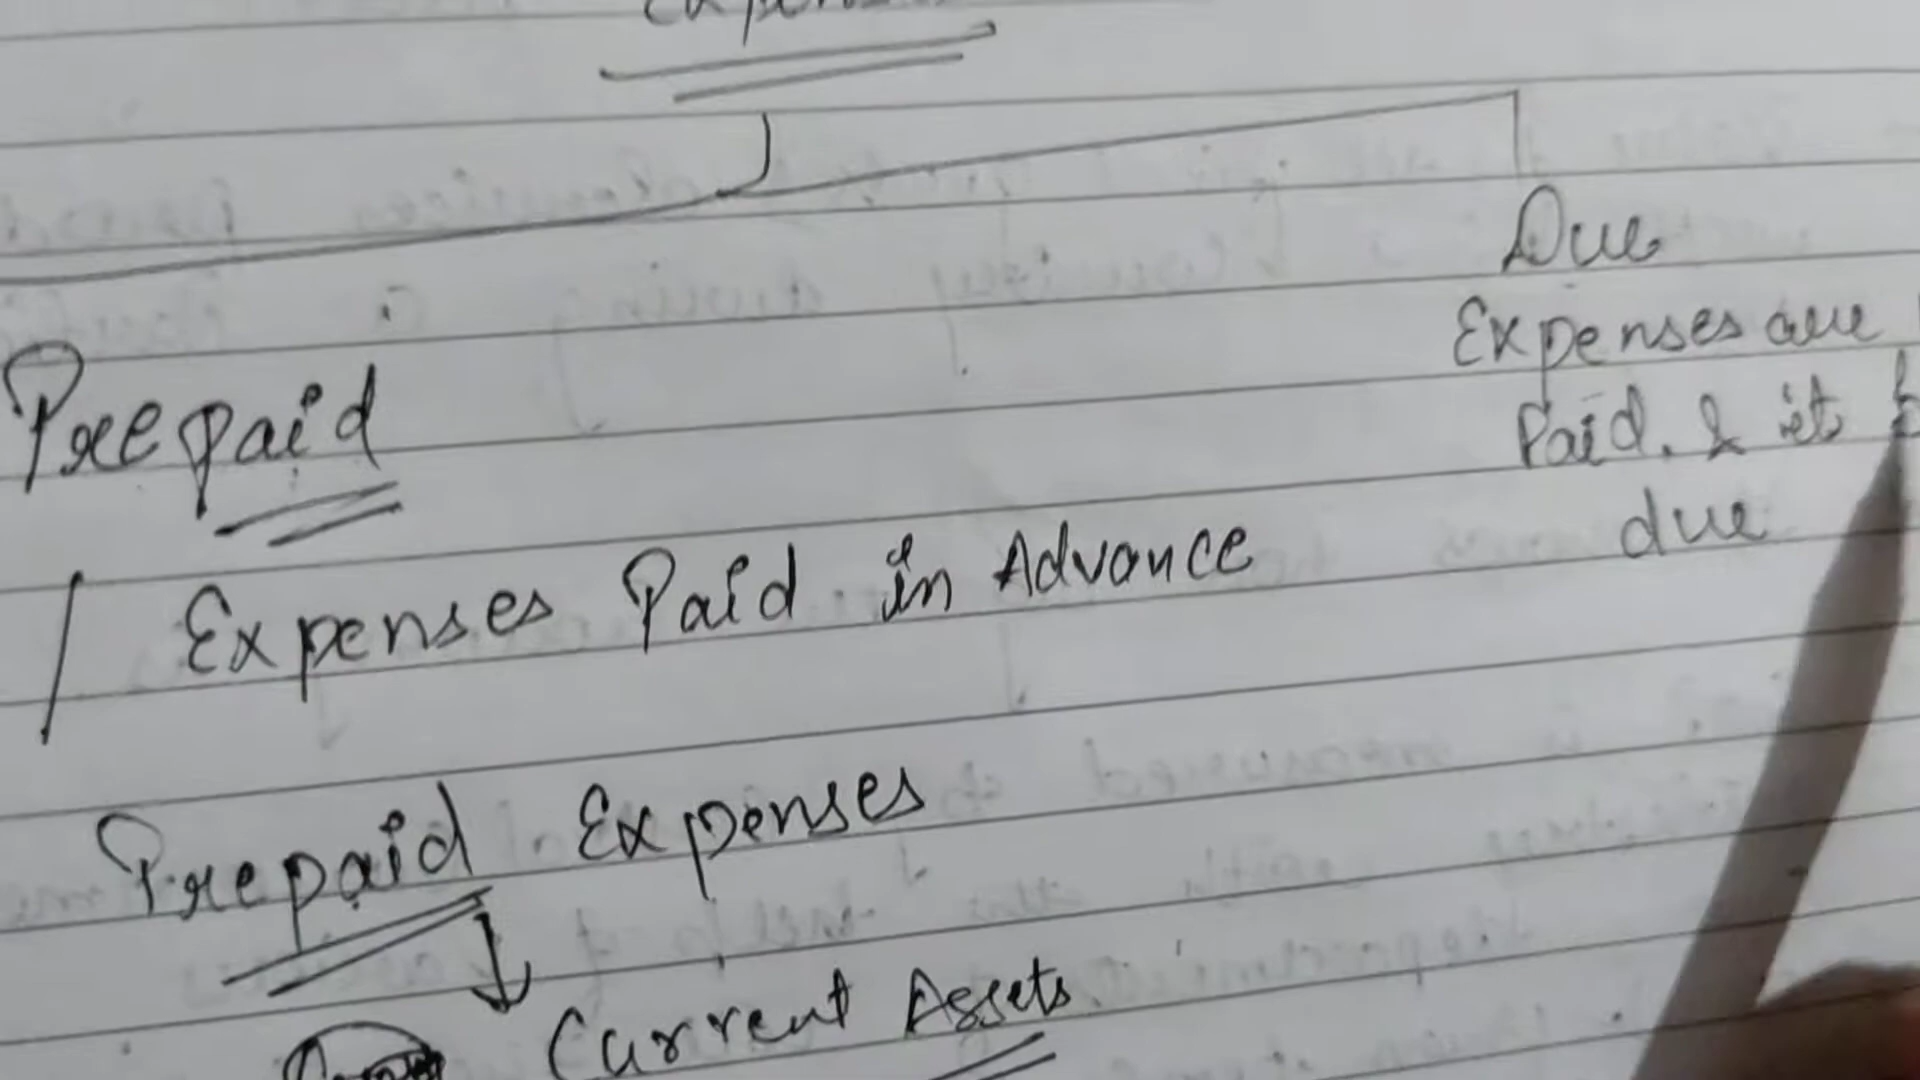 Due
Expenses are
Paid. & its
due
Prepaid
Expenses Paid in Advance
Prepaid Expenses
Current Assets